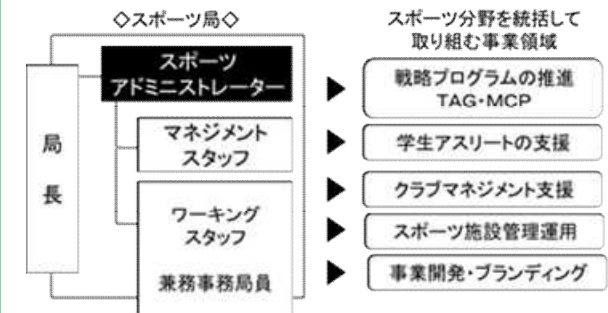 ◇スポーツ局◇
局
長
スポーツ
アドミニストレーター
マネジメント
スタッフ
ワーキング
スタッフ
兼務事務局員
スポーツ分野を統括して
取り組む事業領域
戦略プログラムの推進
TAG・MCP
学生アスリートの支援
クラブマネジメント支援
スポーツ施設管理運用
事業開発・ブランディング